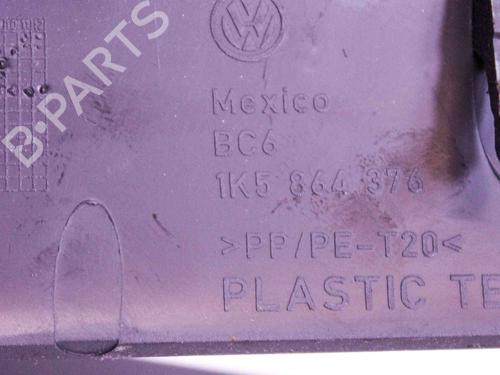 B-PARTS
Mexico
BC6
1K5 864 376
>PP/PE-T20<
PLASTIC TE